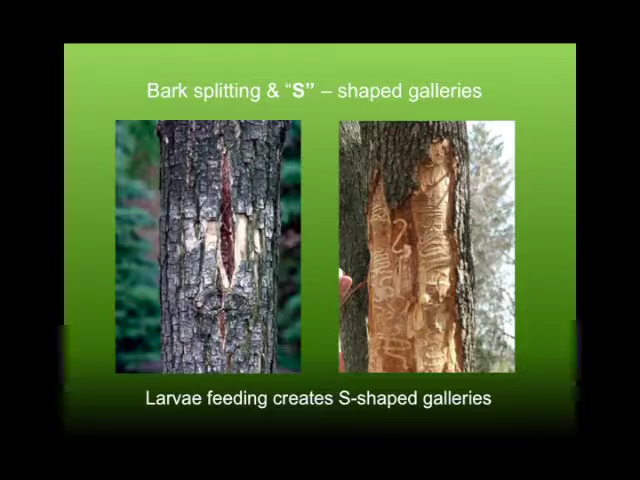 Bark splitting & “S” – shaped galleries
Larvae feeding creates S-shaped galleries